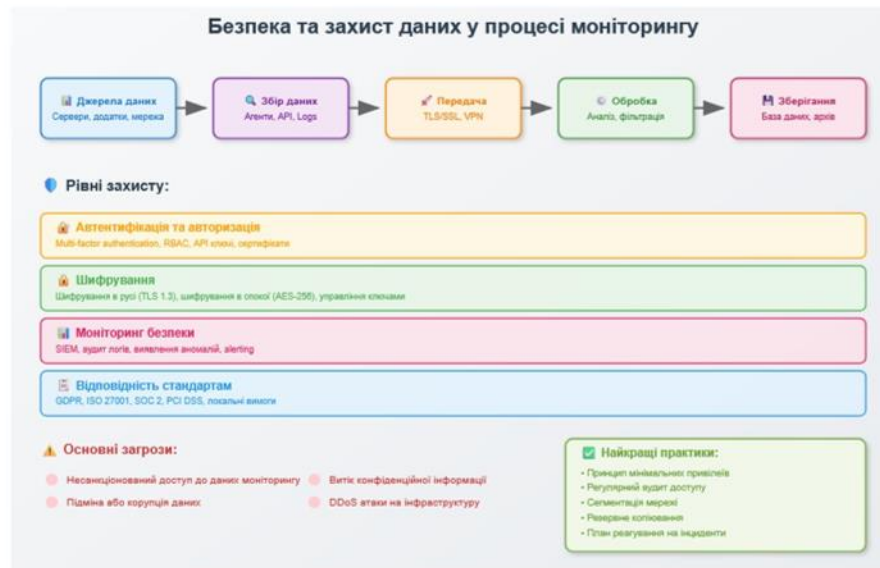 Безпека та захист даних у процесі моніторингу
Джерела даних
Сервери, додатки, мережа
Збір даних
Агенти, API, Logs
Передача
TLS/SSL, VPN
Обробка
Аналіз, фільтрація
Зберігання
База даних, архів
Рівні захисту:
Автентифікація та авторизація
Multi-factor authentication, RBAC, API ключі, сертифікати
Шифрування
Шифрування в русі (TLS 1.3), шифрування в спокої (AES-256), управління ключами
Моніторинг безпеки
SIEM, аудит логів, виявлення аномалій, alerting
Відповідність стандартам
GDPR, ISO 27001, SOC 2, PCI DSS, локальні вимоги
Основні загрози:
Несанкціонований доступ до даних моніторингу
Витік конфіденційної інформації
Підміна або корупція даних
DDoS атаки на інфраструктуру
Найкращі практики:
• Принцип мінімальних привілеїв
• Регулярний аудит доступу
• Сегментація мережі
• Резервне копіювання
• План реагування на інциденти